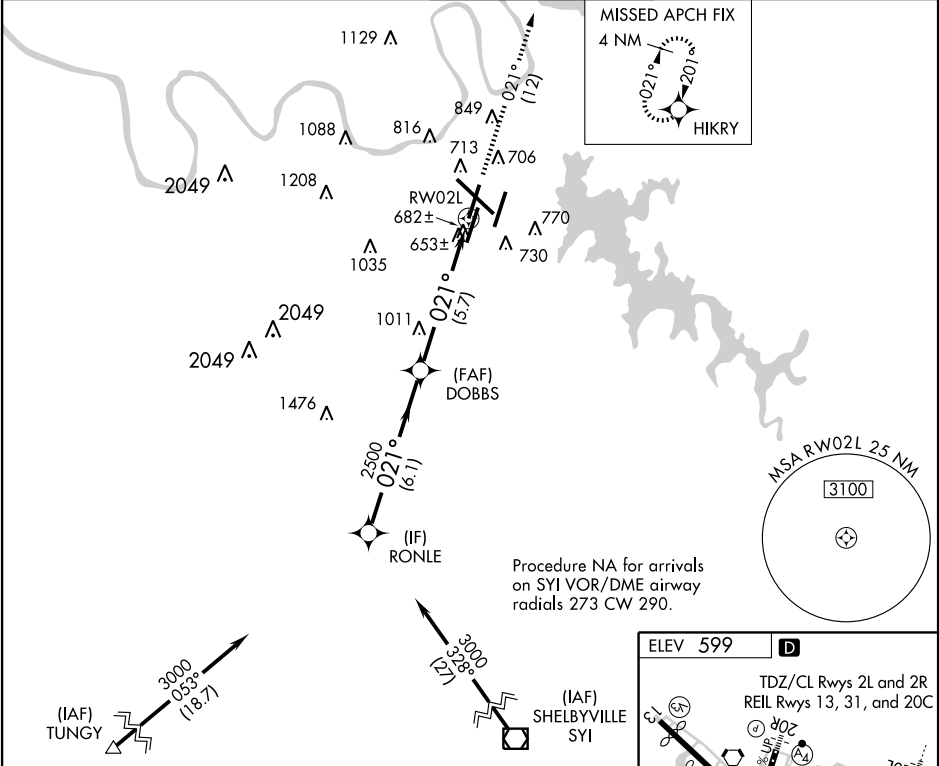 MISSED APCH FIX
4 NM
021°
201°
HIKRY
1129
021°
(12)
849
1088
816
713
706
2049
1208
RW02L
682±
770
653±
730
1035
021°
(5.7)
2049
1011
2049
(FAF)
DOBBS
1476
2500
021°
(6.1)
MSA RW02L 25 NM
3100
(IF)
RONLE
Procedure NA for arrivals
on SYI VOR/DME airway
radials 273 CW 290.
3000
053°
(18.7)
(IAF)
TUNGY
3000
328°
(27)
(IAF)
SHELBYVILLE
SYI
ELEV 599
D
TDZ/CL Rwys 2L and 2R
REIL Rwys 13, 31, and 20C
13
V5
P
20R
% UP
A4